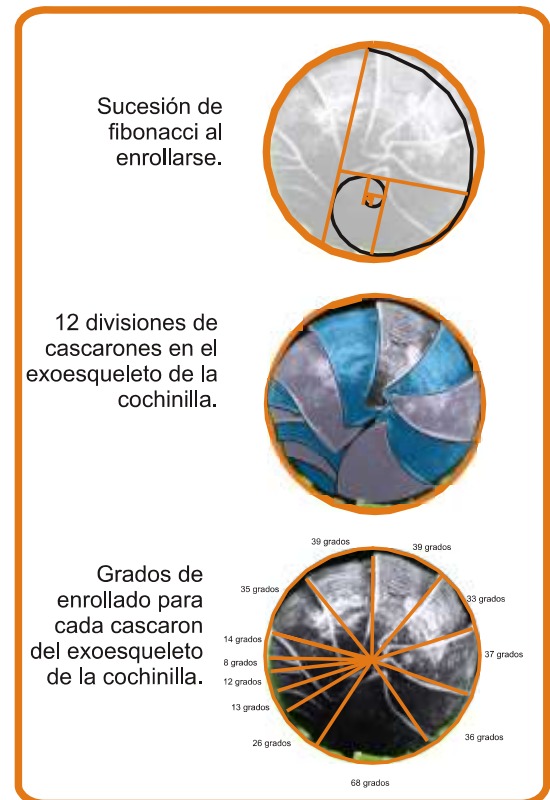 Sucesión de
fibonacci al
enrollarse.
12 divisiones de
cascarones en el
exoesqueleto de la
cochinilla.
Grados de
enrollado para
cada cascaron
del exoesqueleto
de la cochinilla.
39 grados
39 grados
35 grados
33 grados
14 grados
8 grados
37 grados
12 grados
13 grados
26 grados
36 grados
68 grados